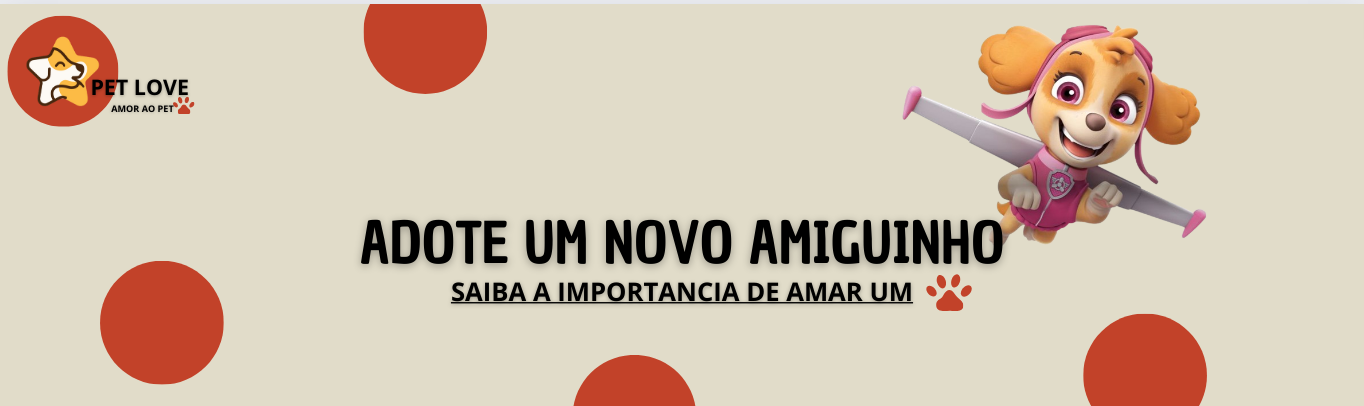 PET LOVE
AMOR AO PET
ADOTE UM NOVO AMIGUINHO
SAIBA A IMPORTANCIA DE AMAR UM